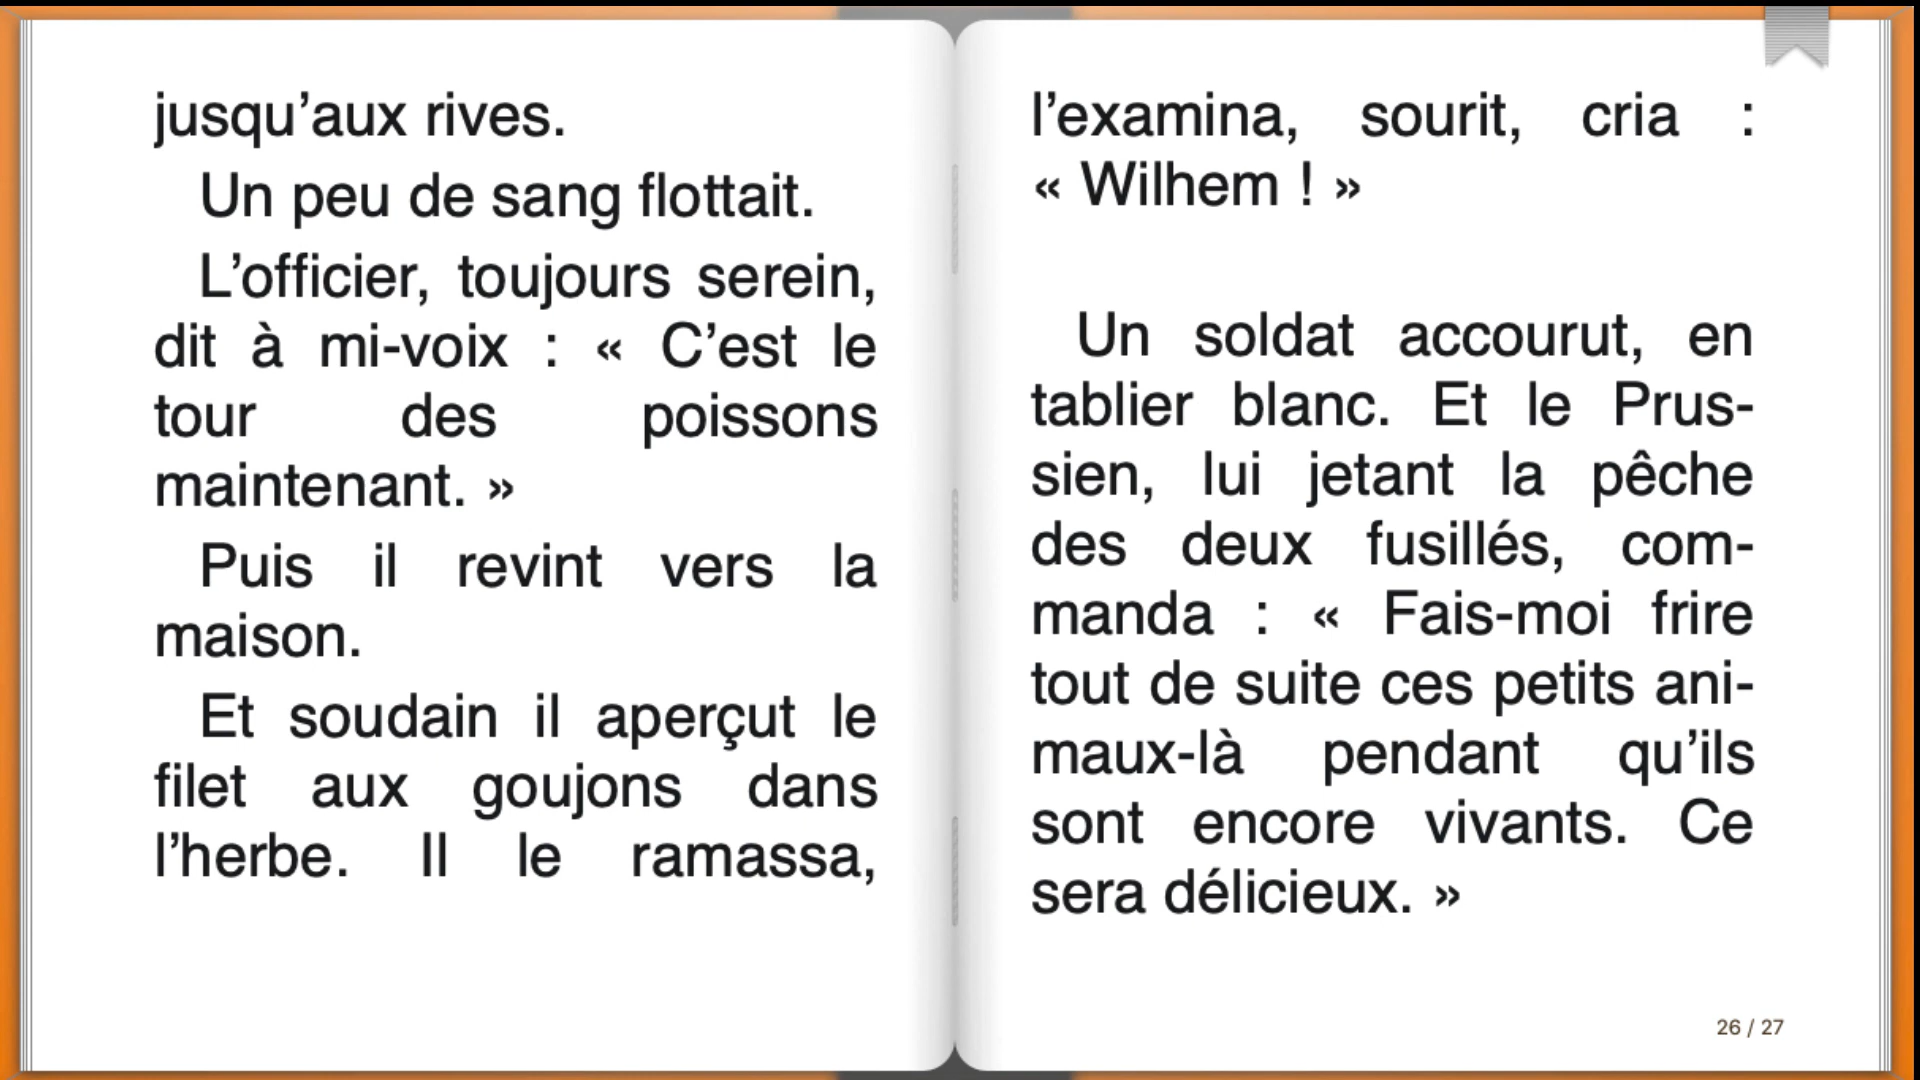 jusqu’aux rives.
Un peu de sang flottait.
L’officier, toujours serein,
dit à mi-voix : « C’est le
tour des poissons
maintenant. »
Puis il revint vers la
maison.
Et soudain il aperçut le
filet aux goujons dans
l’herbe. Il le ramassa,
l’examina, sourit, cria :
« Wilhem ! »
Un soldat accourut, en
tablier blanc. Et le Prus-
sien, lui jetant la pêche
des deux fusillés, com-
manda : « Fais-moi frire
tout de suite ces petits ani-
maux-là pendant qu’ils
sont encore vivants. Ce
sera délicieux. »
26 / 27